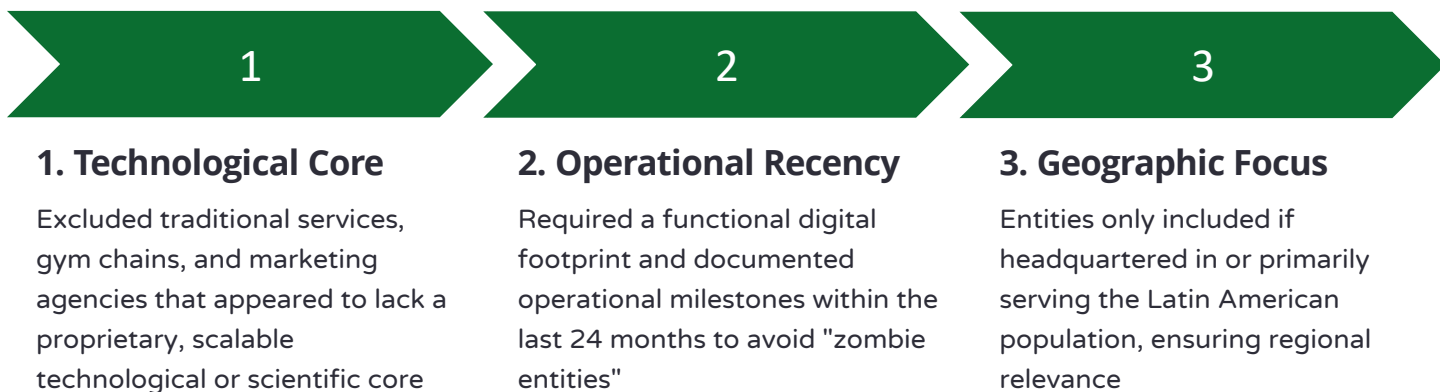 1
2
3
1. Technological Core
Excluded traditional services,
gym chains, and marketing
agencies that appeared to lack a
proprietary, scalable
technological or scientific core
2. Operational Recency
Required a functional digital
footprint and documented
operational milestones within the
last 24 months to avoid "zombie
entities"
3. Geographic Focus
Entities only included if
headquartered in or primarily
serving the Latin American
population, ensuring regional
relevance